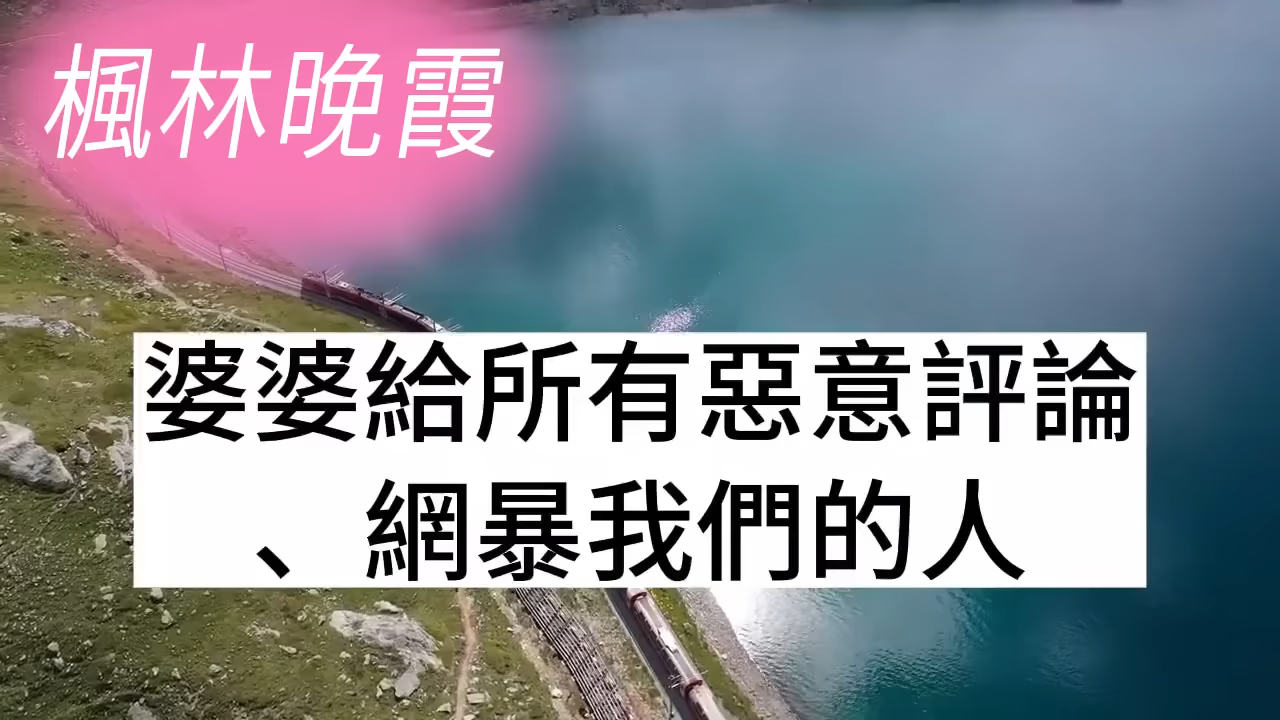 楓林晚霞
婆婆給所有惡意評論
、網暴我們的人